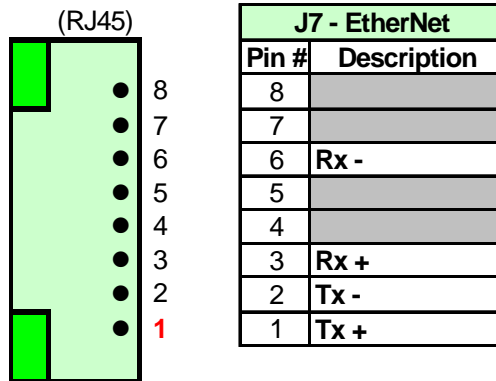 (RJ45)
8
7
6
5
4
3
2
1
J7 - EtherNet
Pin # Description
8
7
6 Rx -
5
4
3 Rx +
2 Tx -
1 Tx +